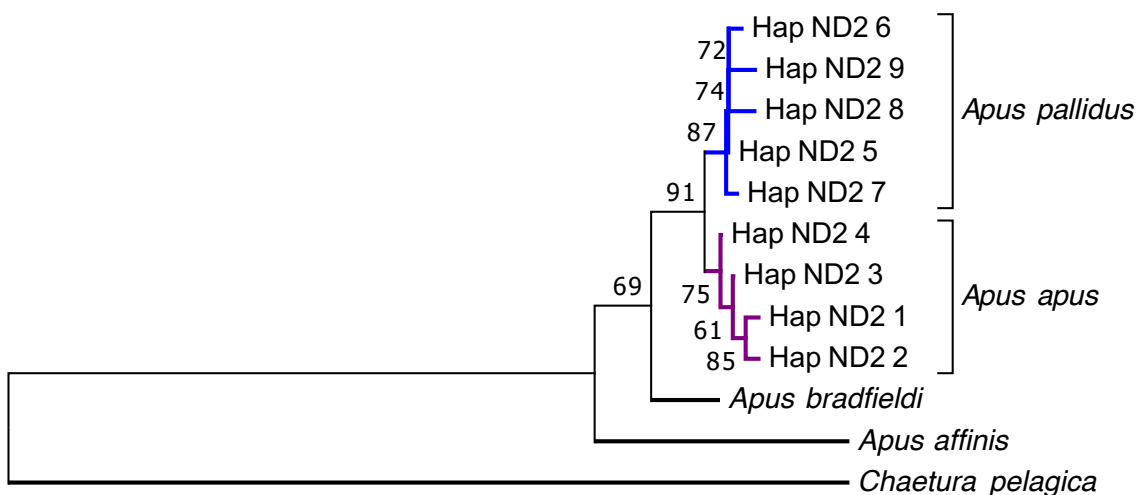 Hap ND2 6
72
Hap ND2 9
74
Hap ND2 8
Apus pallidus
87
Hap ND2 5
91
Hap ND2 7
Hap ND2 4
Hap ND2 3
69
75
Apus apus
Hap ND2 1
61
Hap ND2 2
85
Apus bradfieldi
Apus affinis
Chaetura pelagica